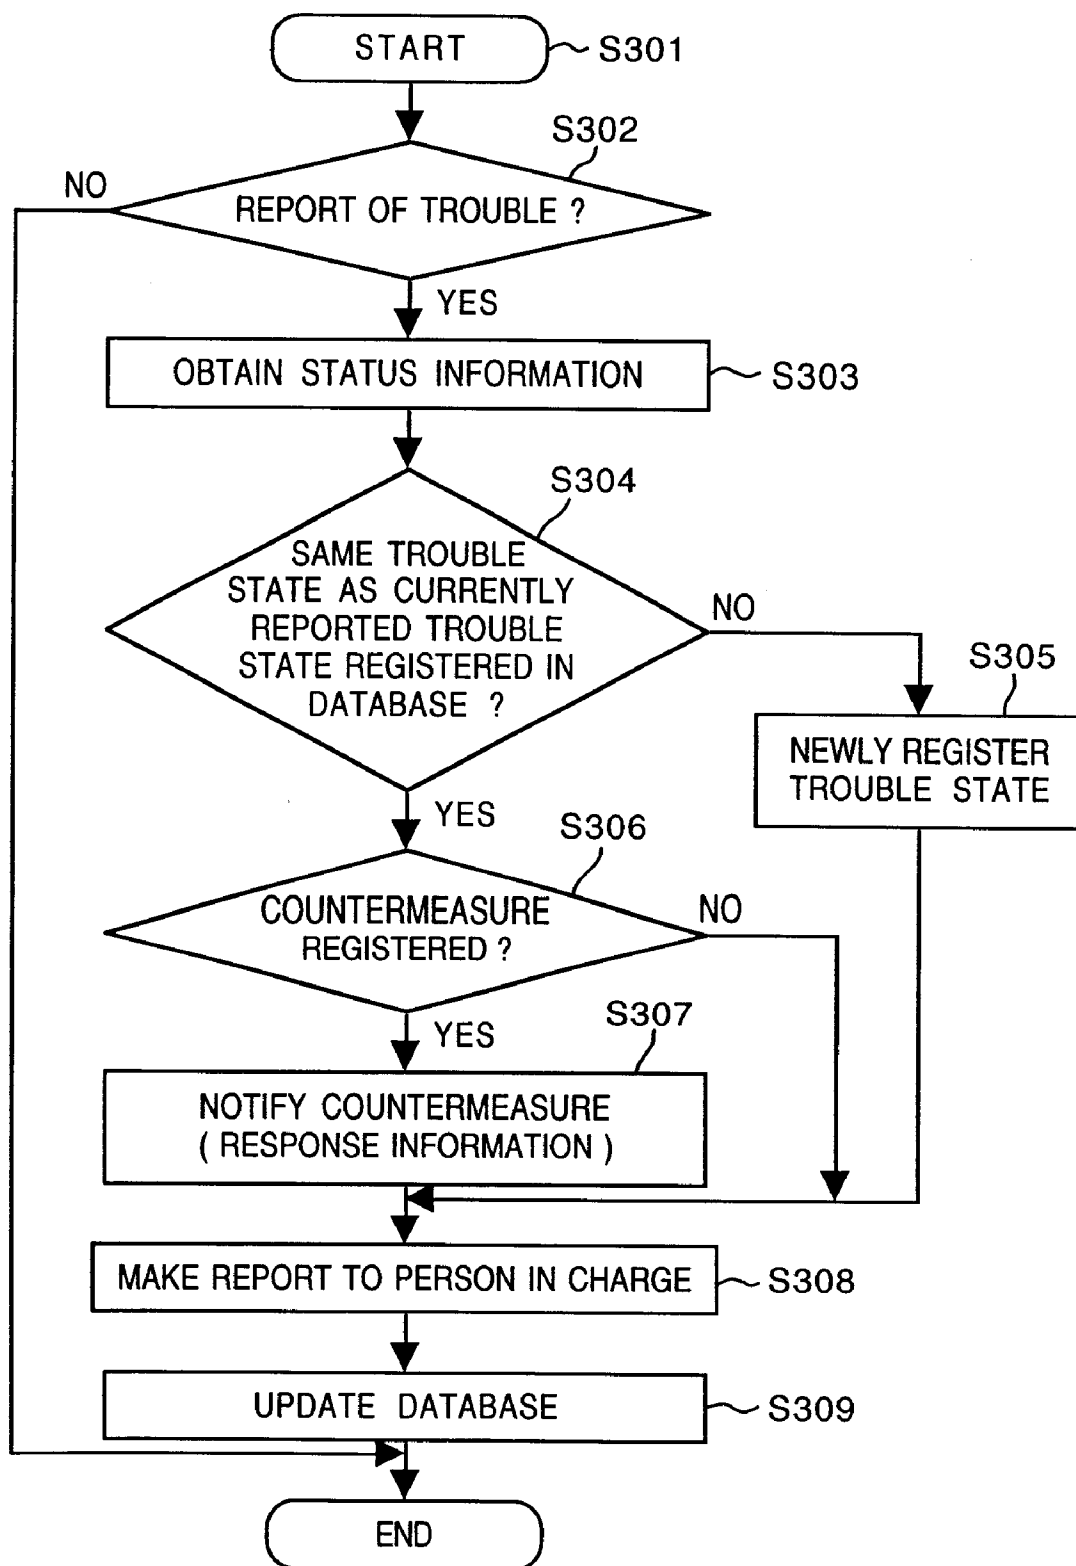 START
S301
S302
NO
REPORT OF TROUBLE ?
YES
OBTAIN STATUS INFORMATION
S303
S304
SAME TROUBLE
STATE AS CURRENTLY
REPORTED TROUBLE
STATE REGISTERED IN
DATABASE ?
NO
S305
NEWLY REGISTER
TROUBLE STATE
YES
S306
COUNTERMEASURE
REGISTERED ?
NO
YES
S307
NOTIFY COUNTERMEASURE
( RESPONSE INFORMATION )
MAKE REPORT TO PERSON IN CHARGE
S308
UPDATE DATABASE
S309
END